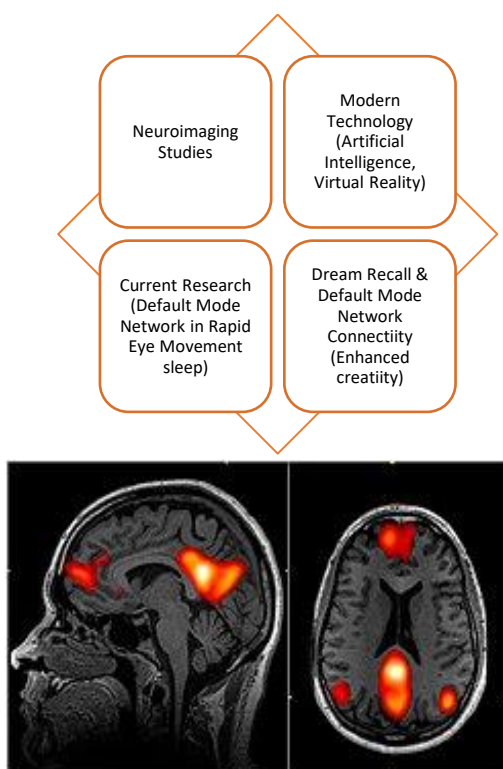 Neuroimaging
Studies
Modern
Technology
(Artificial
Intelligence,
Virtual Reality)
Current Research
(Default Mode
Network in Rapid
Eye Movement
sleep)
Dream Recall &
Default Mode
Network
Connectiity
(Enhanced
creatiity)